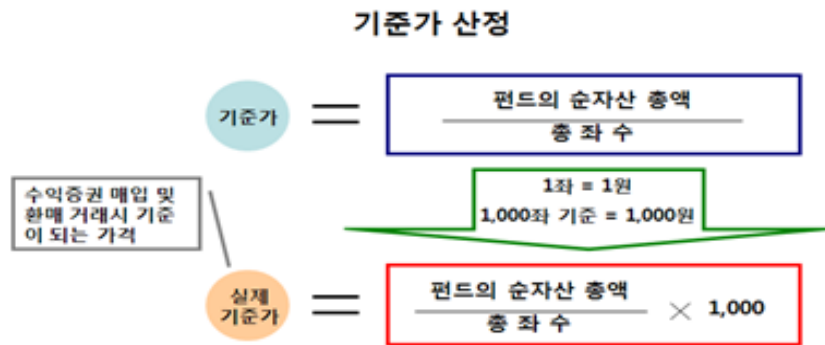 기준가 산정
기준가
=
펀드의 순자산 총액
총 좌 수
1좌 = 1원
1,000좌 기준 = 1,000원
수익증권 매입 및
환매 거래시 기준
이 되는 가격
실제
기준가
=
펀드의 순자산 총액
총 좌 수
× 1,000